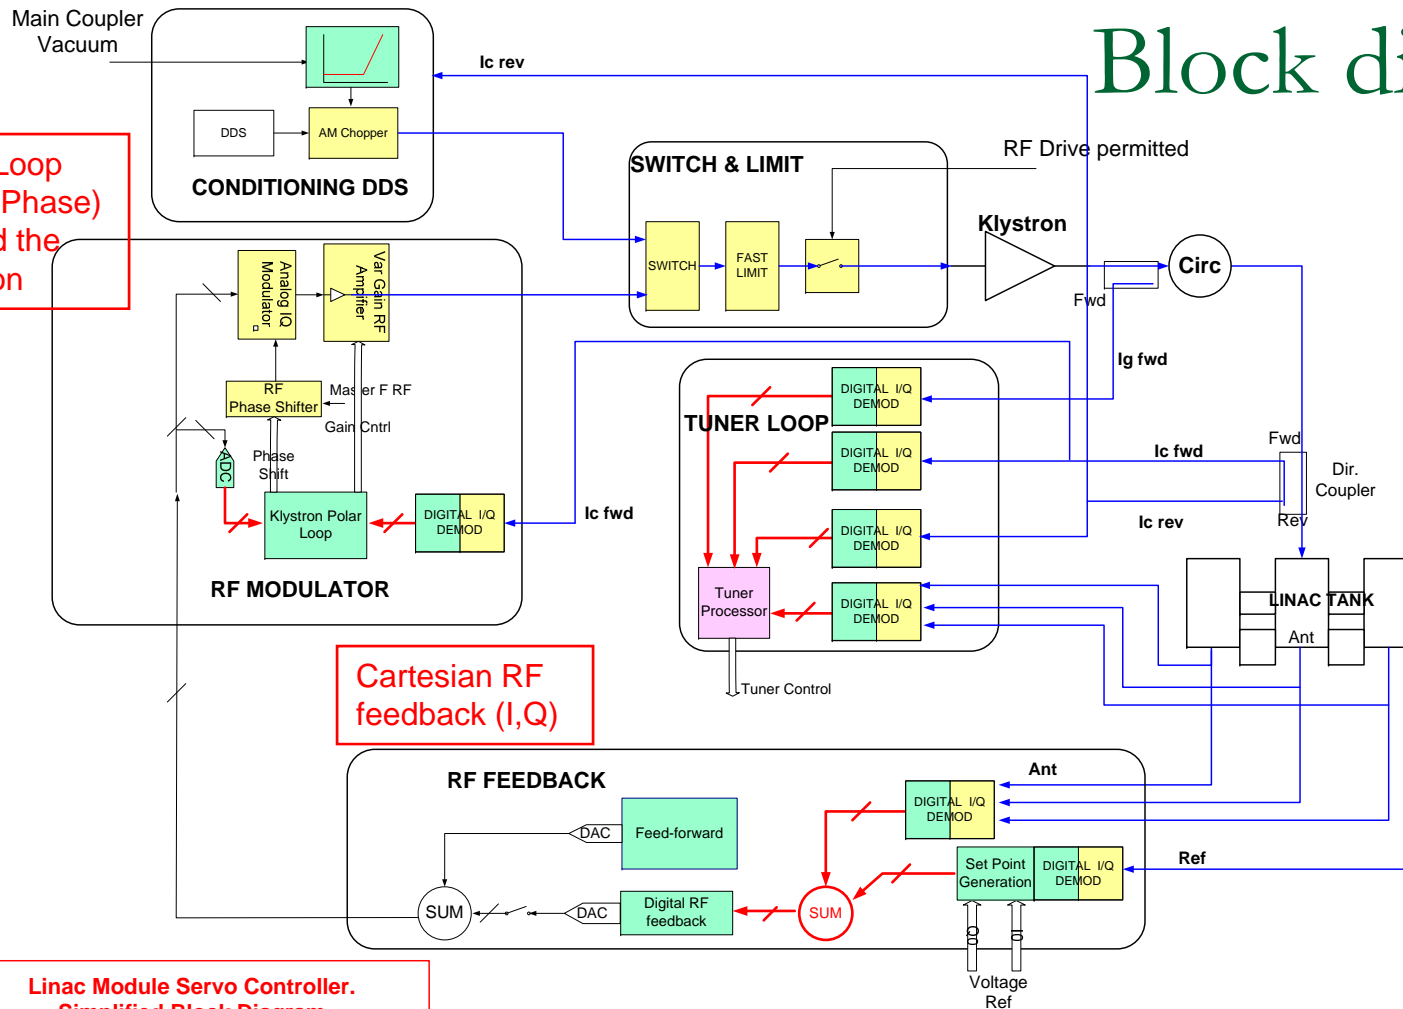 Main Coupler
Vacuum
Block di
Ic rev
DDS
AM Chopper
CONDITIONING DDS
Loop
Phase)
the
on
SWITCH & LIMIT
RF Drive permitted
SWITCH
FAST
LIMIT
Klystron
Circ
Fwd
Ig fwd
Analog IQ
Modulator
Var Gain RF
Ampifier
RF
Phase Shifter
Master F RF
Gain Cntrl
Phase
Shift
ADC
Klystron Polar
Loop
DIGITAL I/Q
DEMOD
Ic fwd
RF MODULATOR
TUNER LOOP
DIGITAL I/Q
DEMOD
DIGITAL I/Q
DEMOD
DIGITAL I/Q
DEMOD
DIGITAL I/Q
DEMOD
Tuner
Processor
Tuner Control
Ic fwd
Ic rev
Fwd
Rev
Dir.
Coupler
LINAC TANK
Ant
Cartesian RF
feedback (I,Q)
RF FEEDBACK
Ant
DIGITAL I/Q
DEMOD
DAC
Feed-forward
Set Point
Generation
DIGITAL I/Q
DEMOD
Ref
SUM
DAC
Digital RF
feedback
SUM
Q0
I0
Voltage
Ref
Linac Module Servo Controller.
Simplified Block Diagram